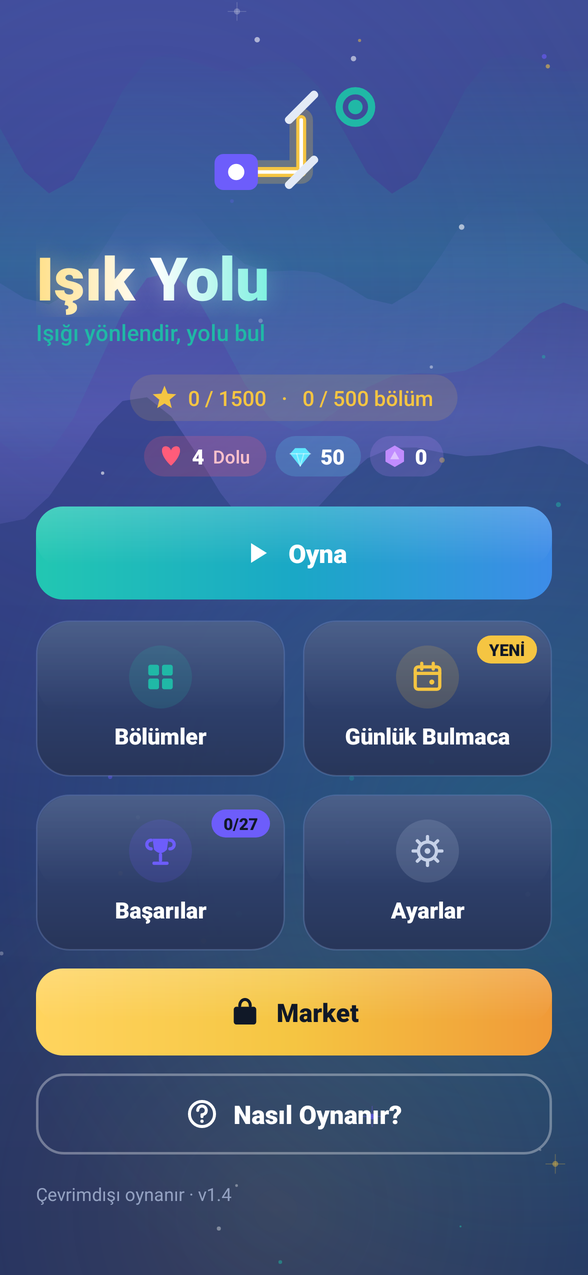 Işık Yolu
Işığı yönlendir, yolu bul
0 / 1500 · 0 / 500 bölüm
4 Dolu 50 0
Oyna
Bölümler
YENİ
Günlük Bulmaca
0/27
Başarılar
Ayarlar
Market
Nasıl Oynanır?
Çevrimdışı oynanır · v1.4